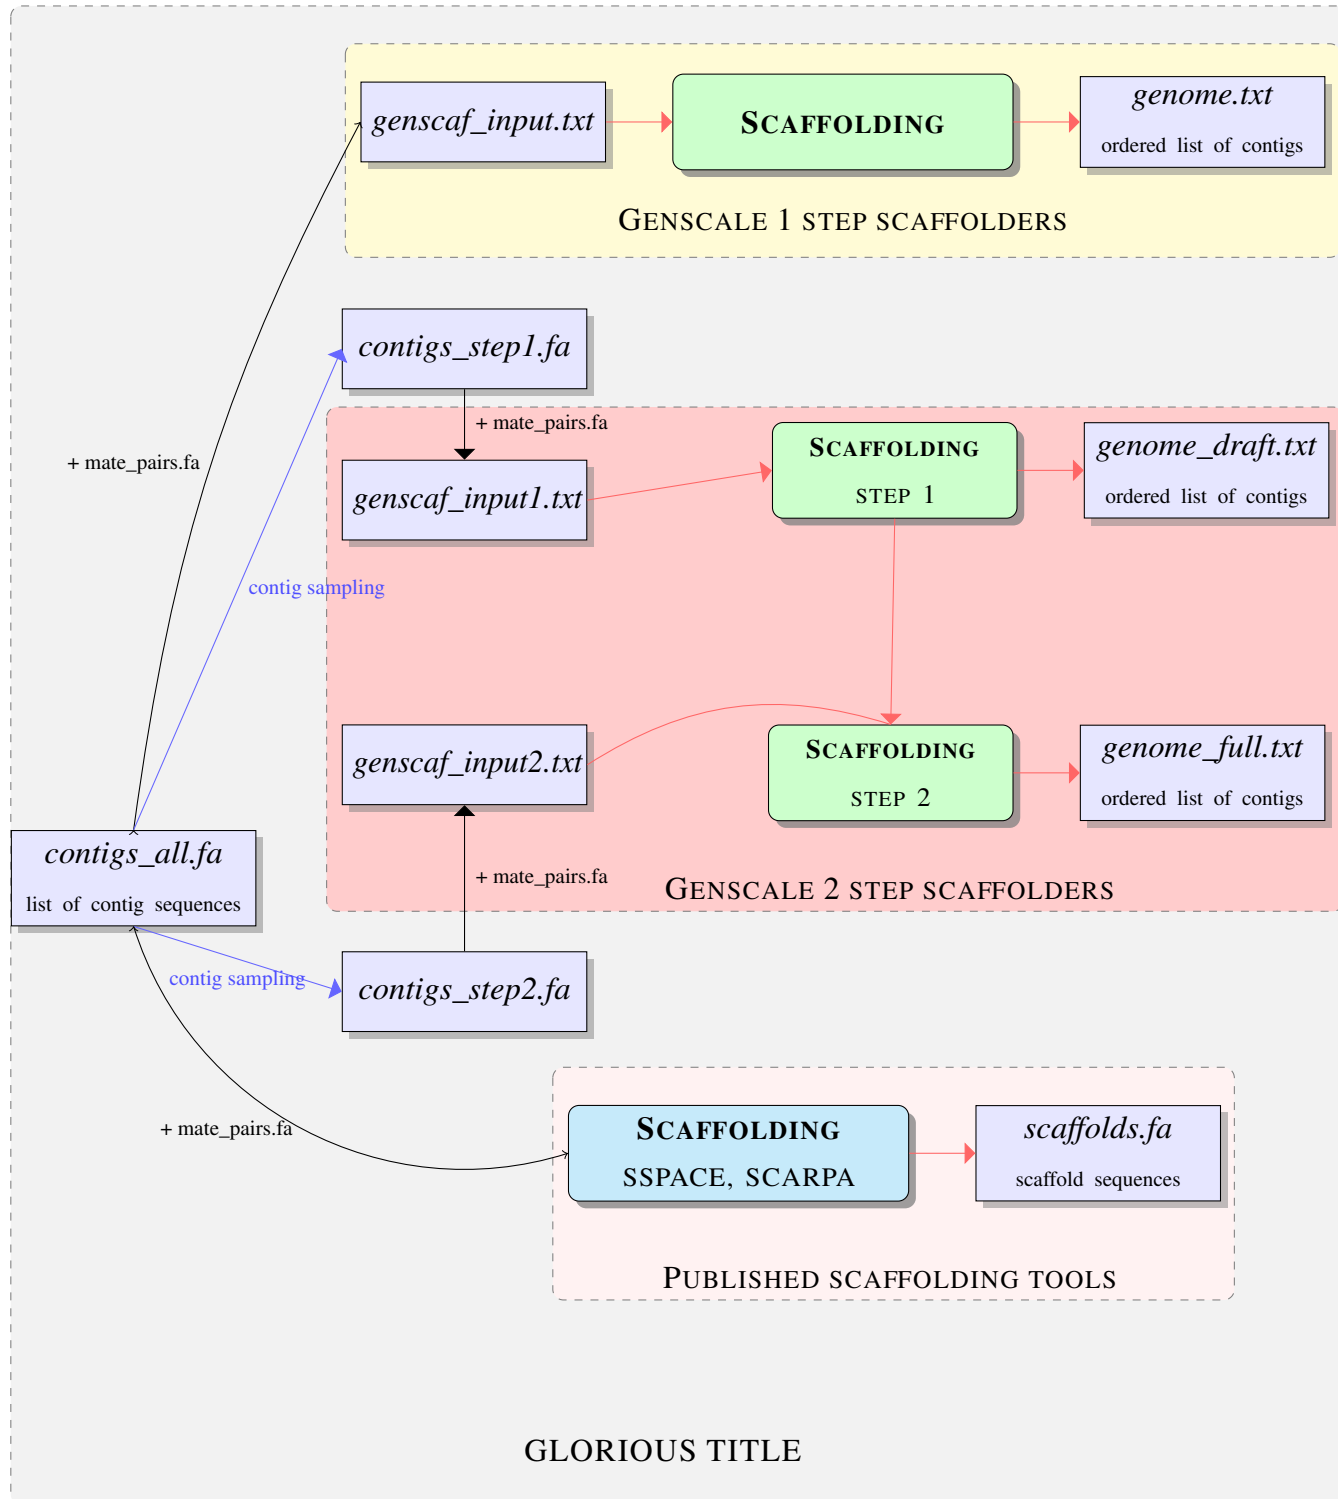 genscaf_input.txt
SCAFFOLDING
genome.txt
ordered list of contigs
GENSCALE 1 STEP SCAFFOLDERS
contigs_step1.fa
+ mate_pairs.fa
+ mate_pairs.fa
genscaf_input1.txt
SCAFFOLDING
STEP 1
genome_draft.txt
ordered list of contigs
contig sampling
genscaf_input2.txt
SCAFFOLDING
STEP 2
genome_full.txt
ordered list of contigs
contigs_all.fa
list of contig sequences
+ mate_pairs.fa
GENSCALE 2 STEP SCAFFOLDERS
contig sampling
contigs_step2.fa
+ mate_pairs.fa
SCAFFOLDING
SSPACE, SCARPA
scaffolds.fa
scaffold sequences
PUBLISHED SCAFFOLDING TOOLS
GLORIOUS TITLE